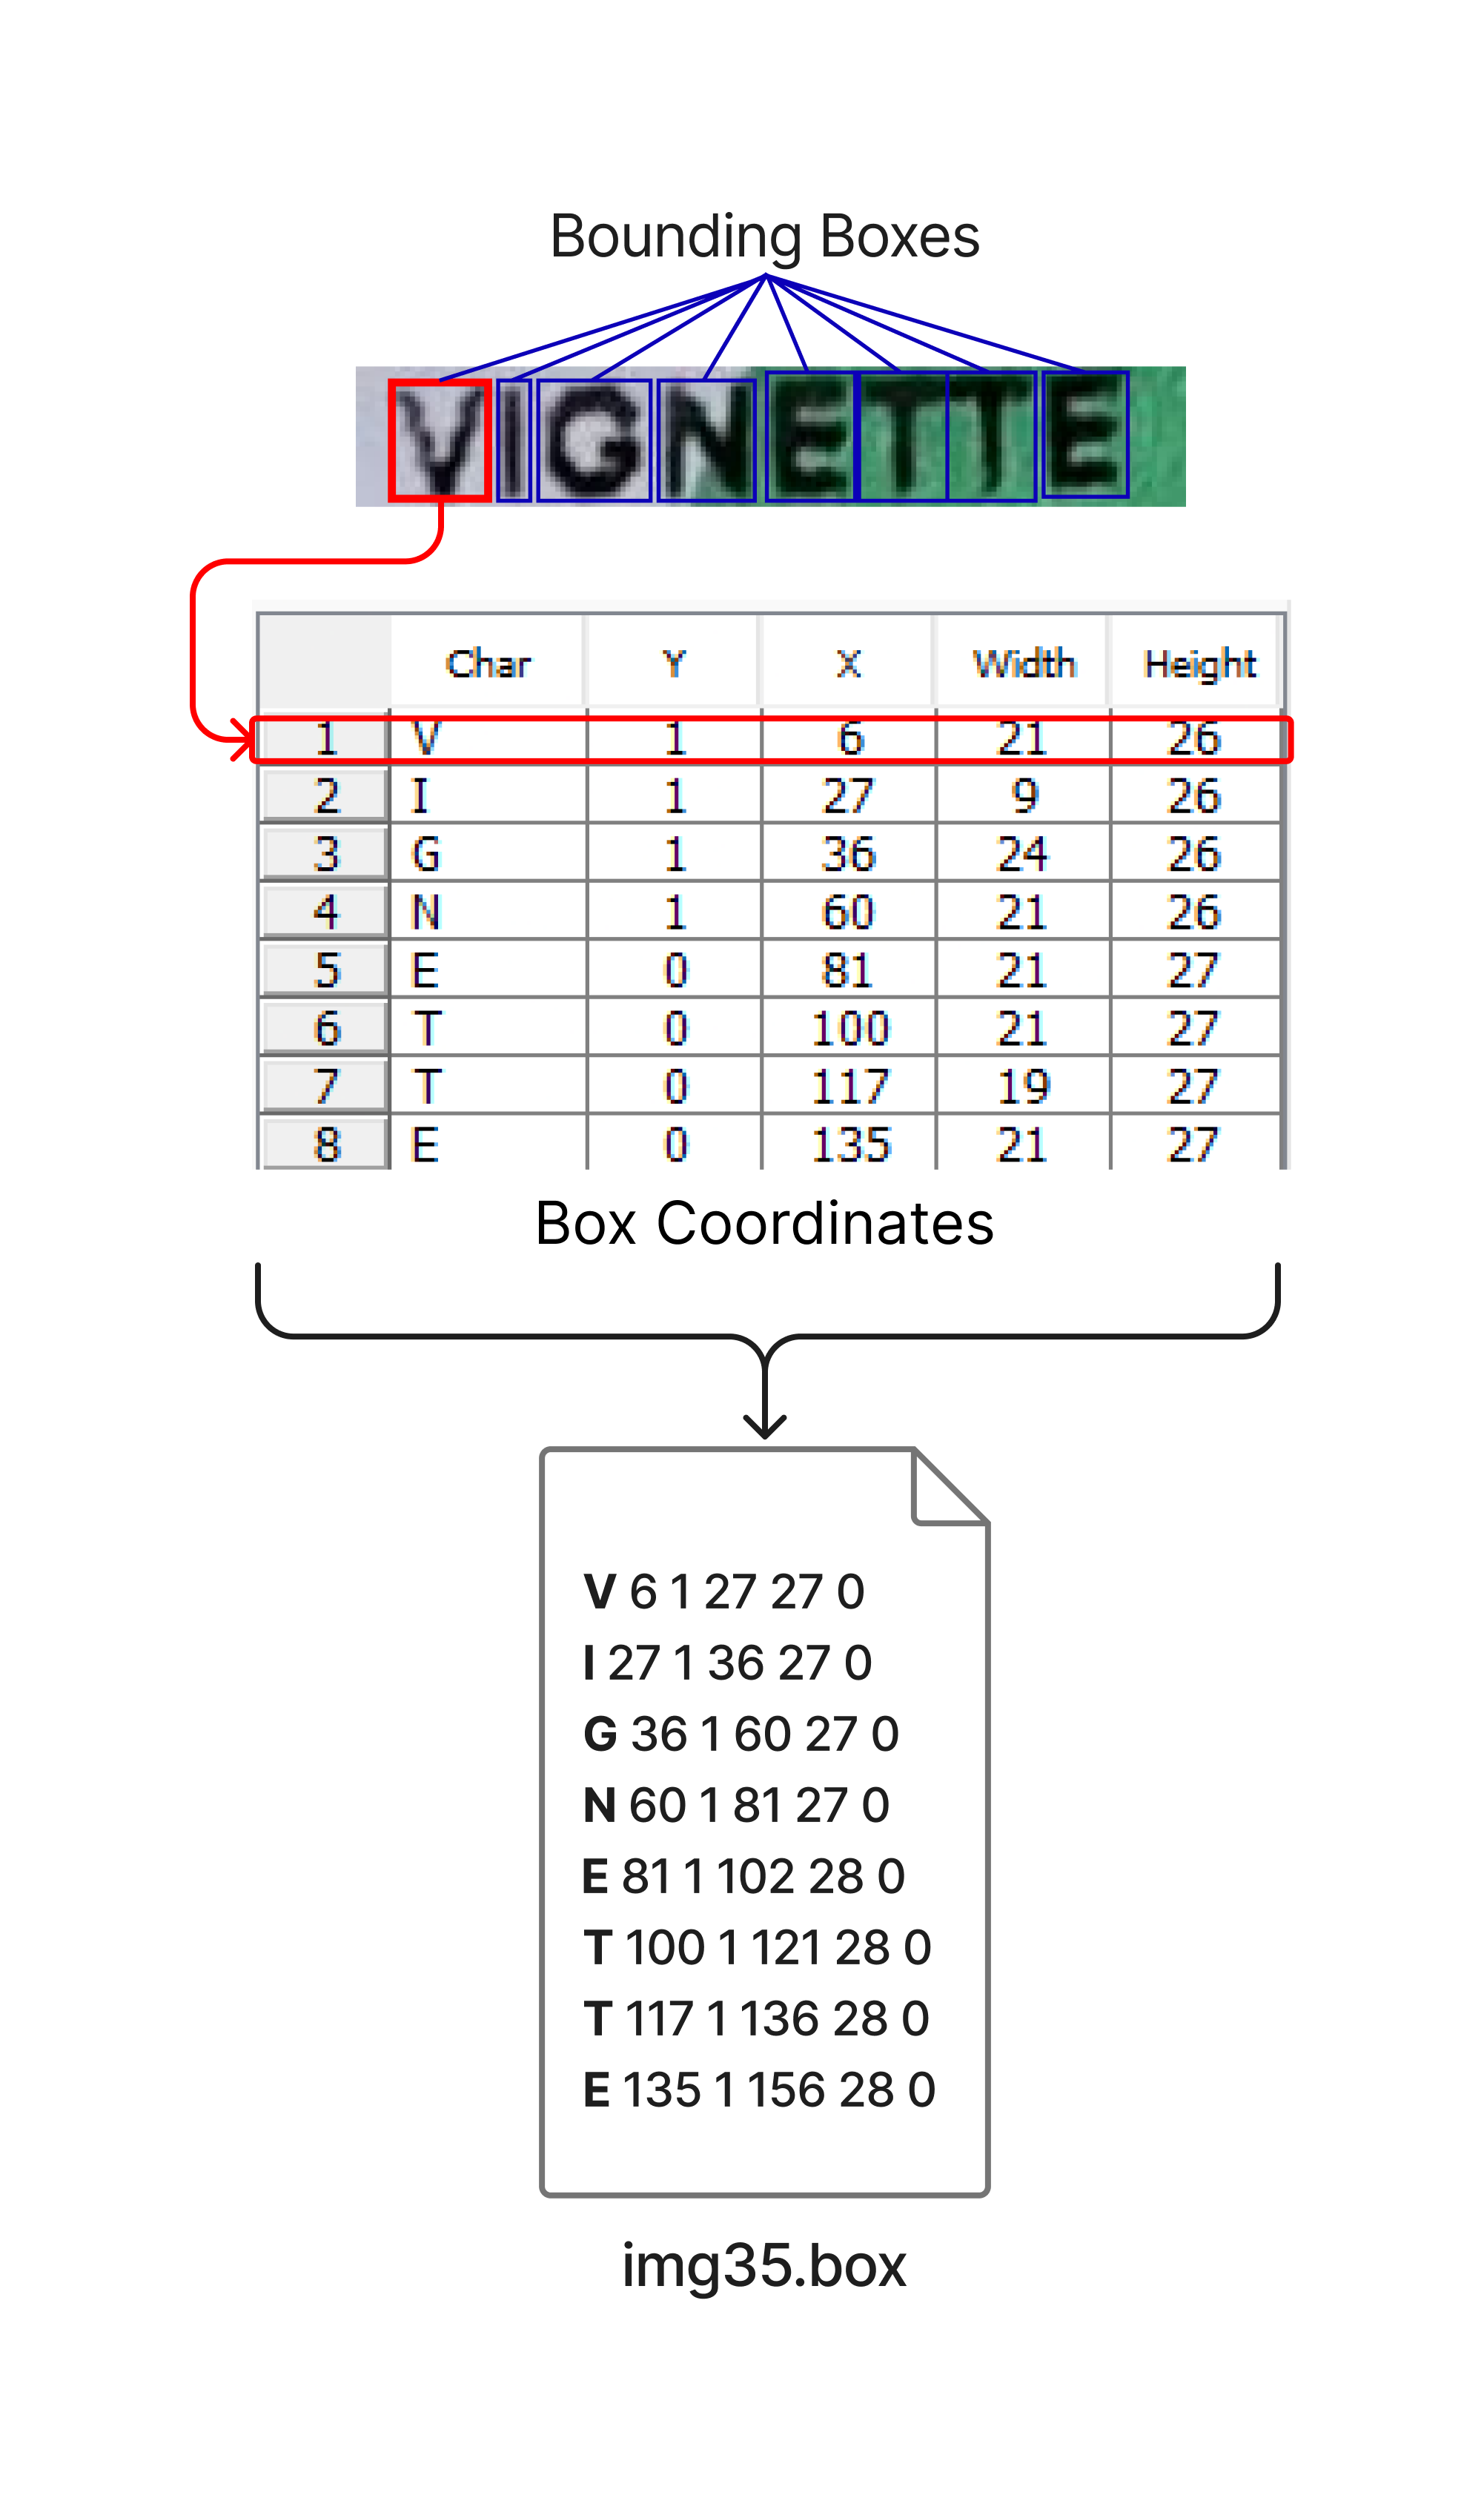 Bounding Boxes
VIGNETTE
Char Y X Width Height
1 V 1 6 21 26
2 I 1 27 9 26
3 G 1 36 24 26
4 N 1 60 21 26
5 E 0 81 21 27
6 T 0 100 21 27
7 T 0 117 19 27
8 E 0 135 21 27
Box Coordinates
V 6 1 27 27 0
I 27 1 36 27 0
G 36 1 60 27 0
N 60 1 81 27 0
E 81 1 102 28 0
T 100 1 121 28 0
T 117 1 136 28 0
E 135 1 156 28 0
img35.box